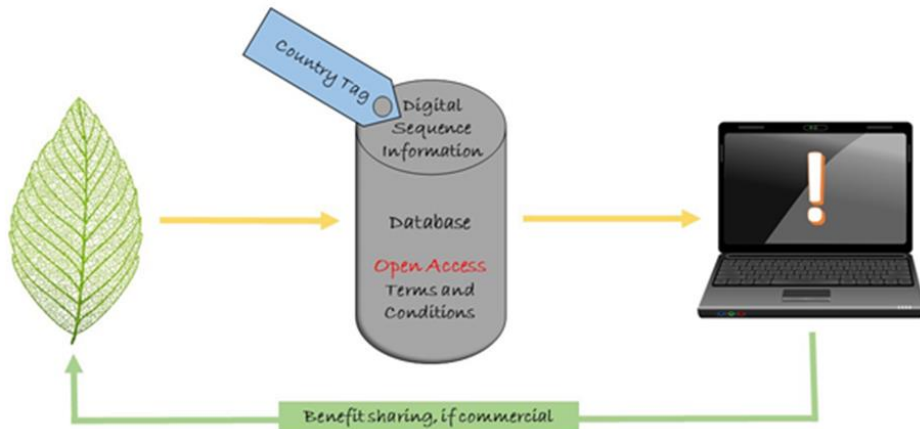 Country Tag
Digital
Sequence
Information
Database
Open Access
Terms and
Conditions
!
Benefit sharing, if commercial